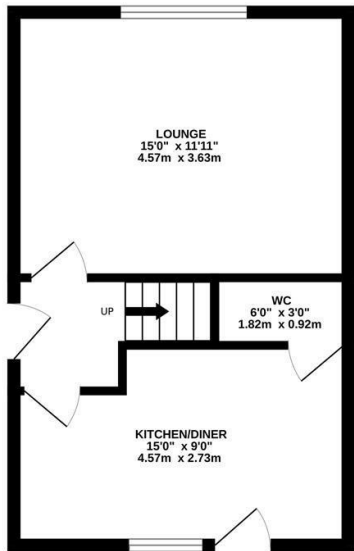 LOUNGE
15'0" x 11'11"
4.57m x 3.63m
UP
WC
6'0" x 3'0"
1.82m x 0.92m
KITCHEN/DINER
15'0" x 9'0"
4.57m x 2.73m